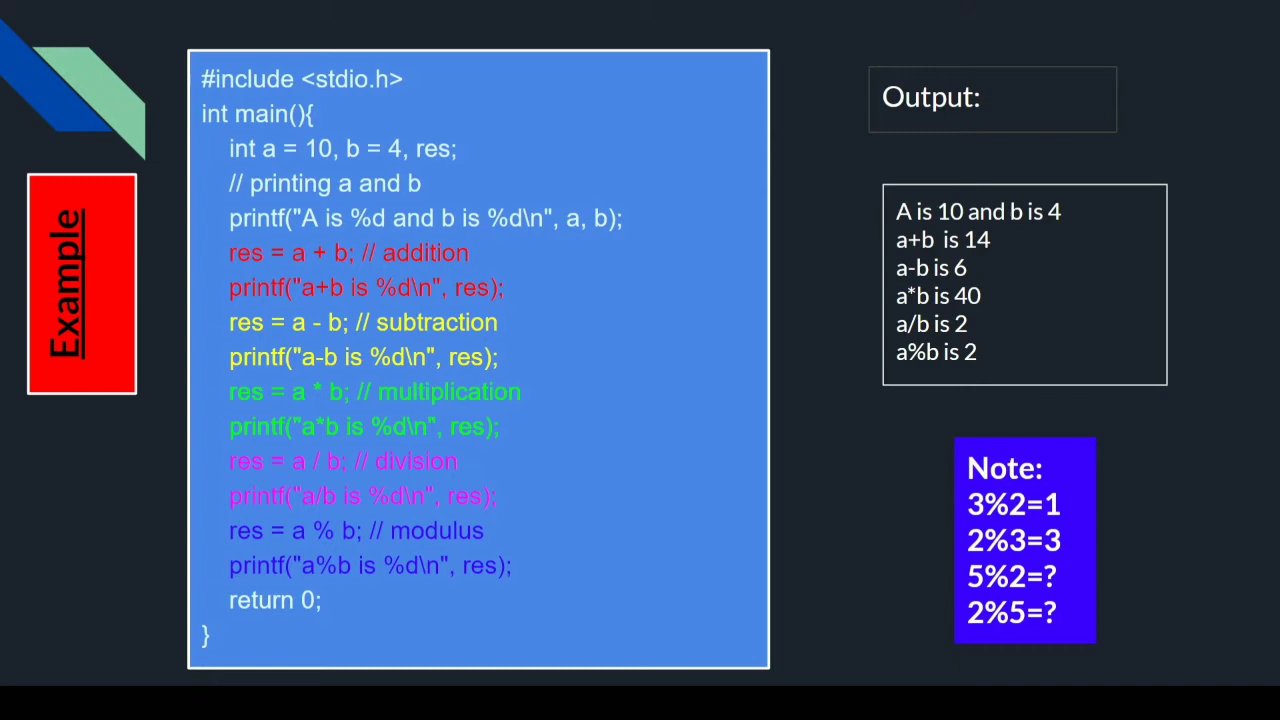 Example
#include <stdio.h>
int main(){
int a = 10, b = 4, res;
// printing a and b
printf("A is %d and b is %d\n", a, b);
res = a + b; // addition
printf("a+b is %d\n", res);
res = a - b; // subtraction
printf("a-b is %d\n", res);
res = a * b; // multiplication
printf("a*b is %d\n", res);
res = a / b; // division
printf("a/b is %d\n", res);
res = a % b; // modulus
printf("a%b is %d\n", res);
return 0;
}
Output:
A is 10 and b is 4
a+b  is 14
a-b is 6
a*b is 40
a/b is 2
a%b is 2
Note:
3%2=1
2%3=3
5%2=?
2%5=?